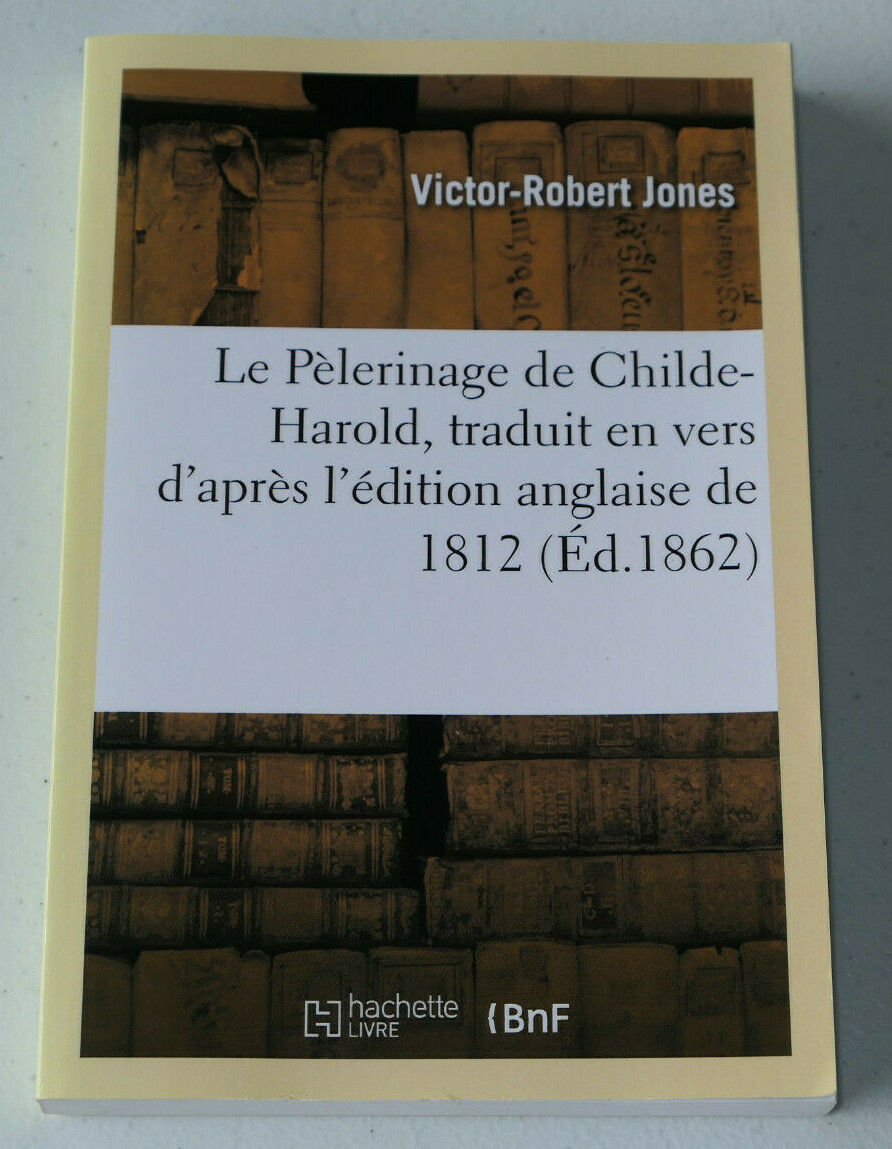 Victor-Robert Jones
Le Pèlerinage de Childe-
Harold, traduit en vers
d'après l'édition anglaise de
1812 (Éd.1862)
hachette
LIVRE
BnF